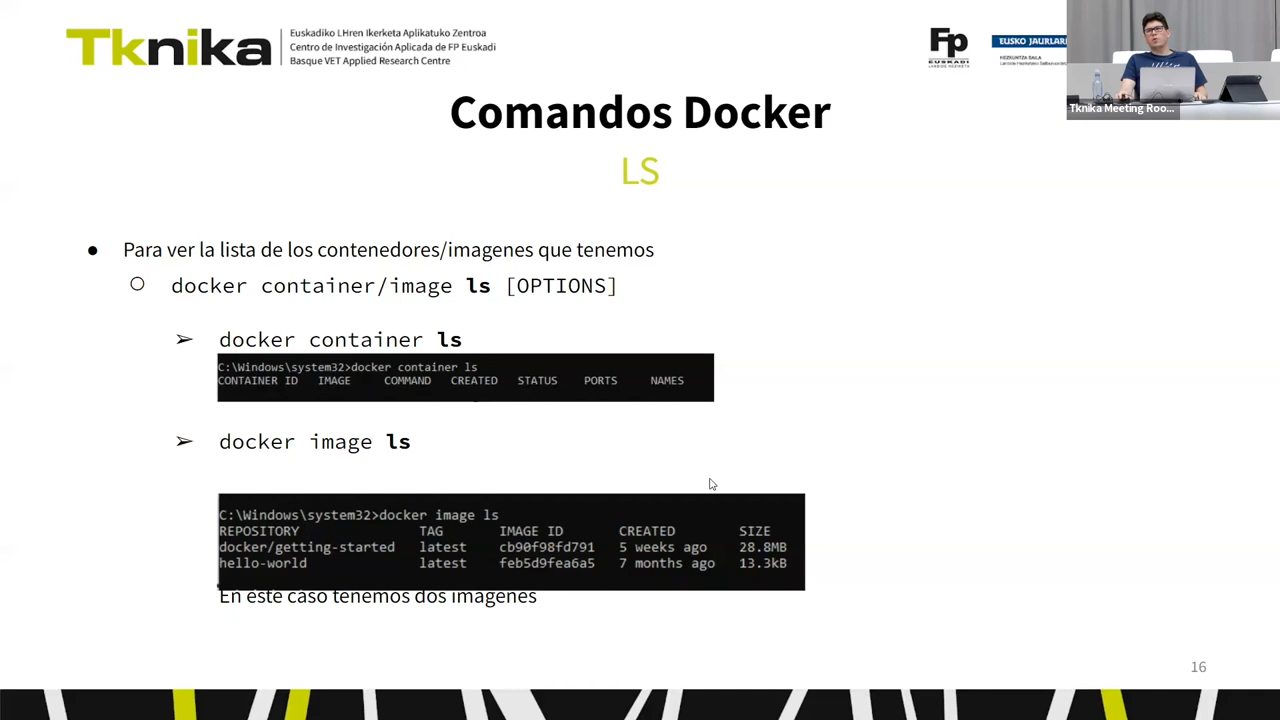 Tknika
Euskadiko LHren Ikerketa Aplikatuko Zentroa
Centro de Investigación Aplicada de FP Euskadi
Basque VET Applied Research Centre
Fp
EUSKADI
LANBIDE HEZIKETA
EUSKO JAURLARI
HEZKUNTZA SAILA
Tknika Meeting Roo...
Comandos Docker
LS
● Para ver la lista de los contenedores/imagenes que tenemos
○ docker container/image ls [OPTIONS]
➢ docker container ls
C:\Windows\system32>docker container ls
CONTAINER ID IMAGE COMMAND CREATED STATUS PORTS NAMES
➢ docker image ls
C:\Windows\system32>docker image ls
REPOSITORY TAG IMAGE ID CREATED SIZE
docker/getting-started latest cb90f98fd791 5 weeks ago 28.8MB
hello-world latest feb5d9fea6a5 7 months ago 13.3kB
En este caso tenemos dos imagenes
16